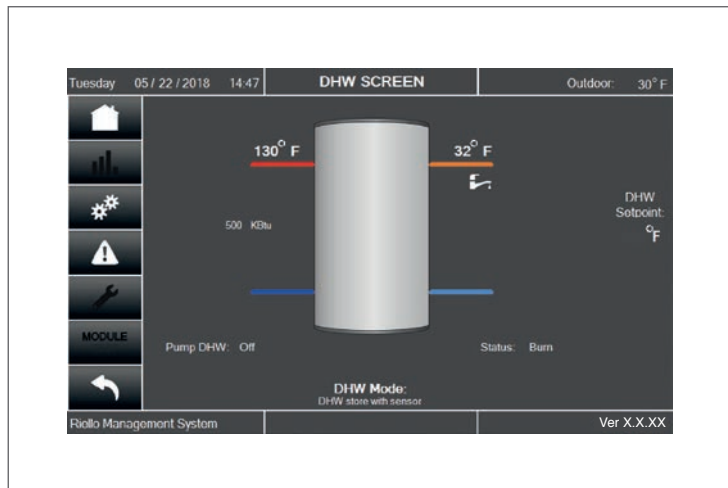 Tuesday 05 / 22 / 2018 14:47 DHW SCREEN Outdoor: 30° F
130° F 32° F
DHW
Setpoint:
°F
500 KBtu
MODULE
Pump DHW: Off Status: Burn
DHW Mode:
DHW store with sensor
Riello Management System Ver X.X.XX